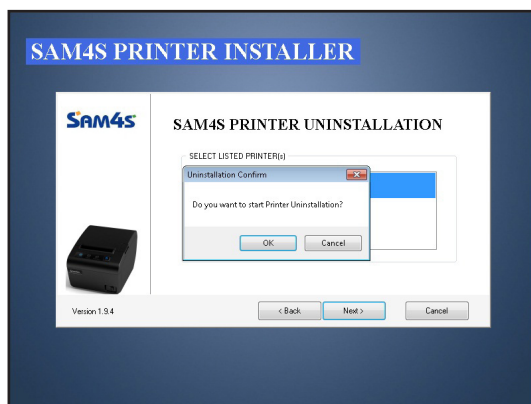 SAM4S PRINTER INSTALLER
SAM4S
SAM4S PRINTER UNINSTALLATION
SELECT LISTED PRINTER(s)
Uninstallation Confirm
Do you want to start Printer Uninstallation?
OK
Cancel
Version 1.9.4
< Back
Next >
Cancel